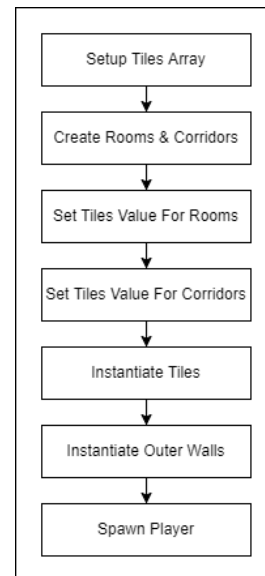 Setup Tiles Array
Create Rooms & Corridors
Set Tiles Value For Rooms
Set Tiles Value For Corridors
Instantiate Tiles
Instantiate Outer Walls
Spawn Player